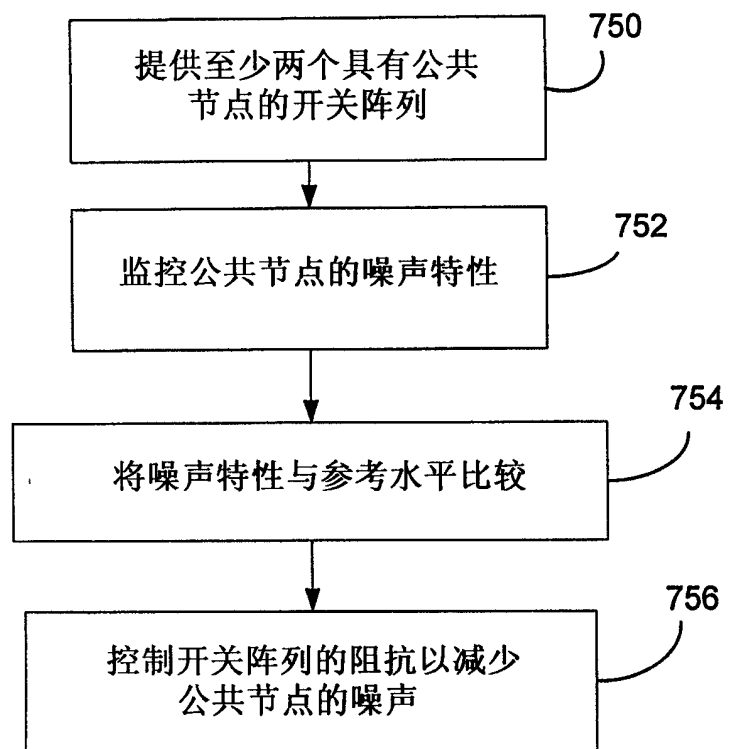 750
提供至少两个具有公共
节点的开关阵列
752
监控公共节点的噪声特性
754
将噪声特性与参考水平比较
756
控制开关阵列的阻抗以减少
公共节点的噪声